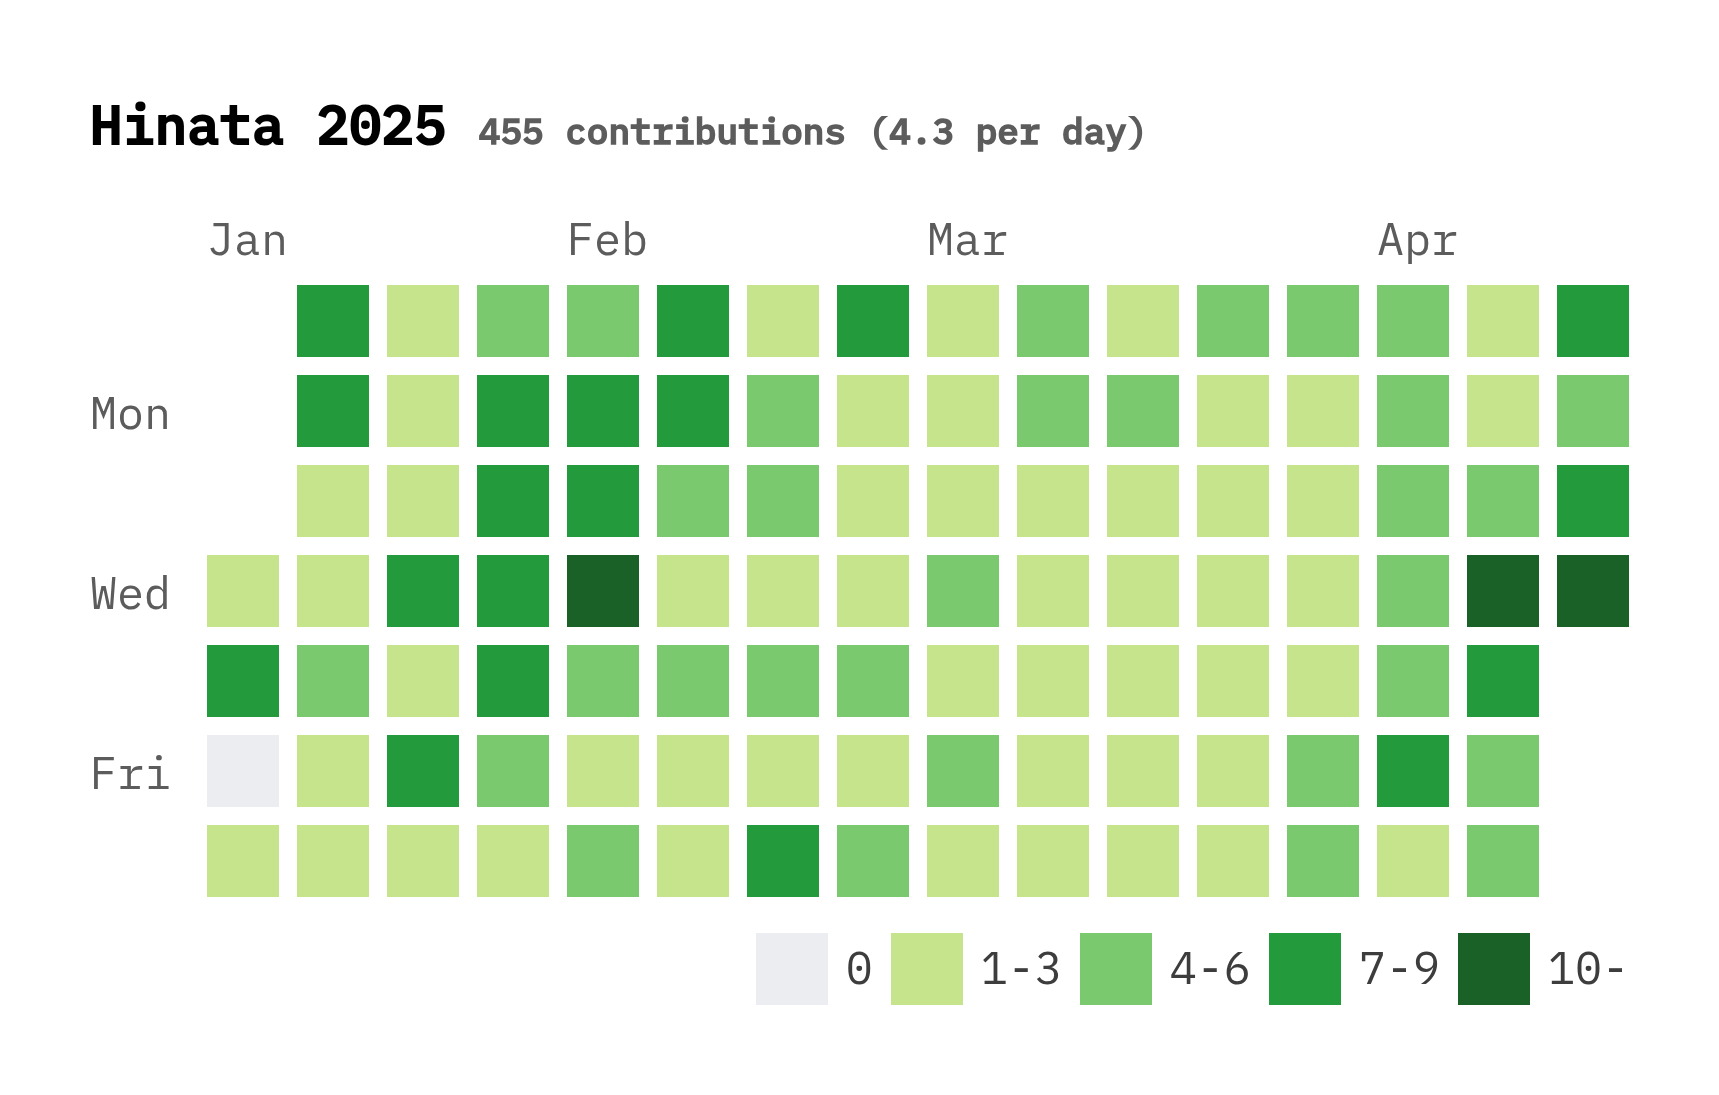 Hinata 2025 455 contributions (4.3 per day)
Jan Feb Mar Apr
Mon
Wed
Fri
0 1-3 4-6 7-9 10-